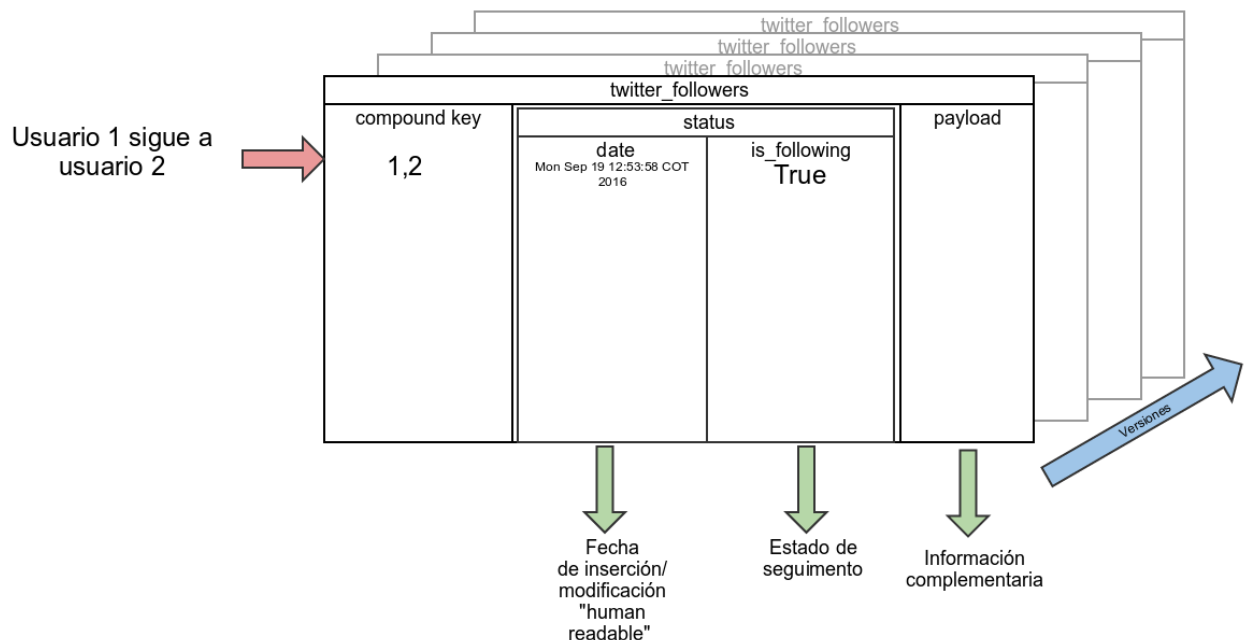 twitter_followers
twitter_followers
twitter_followers
twitter_followers
compound key
status
payload
Usuario 1 sigue a
usuario 2
date
is_following
1,2
Mon Sep 19 12:53:58 COT
2016
True
Versiones
Fecha
de inserción/
modificación
"human
readable"
Estado de
seguimento
Información
complementaria